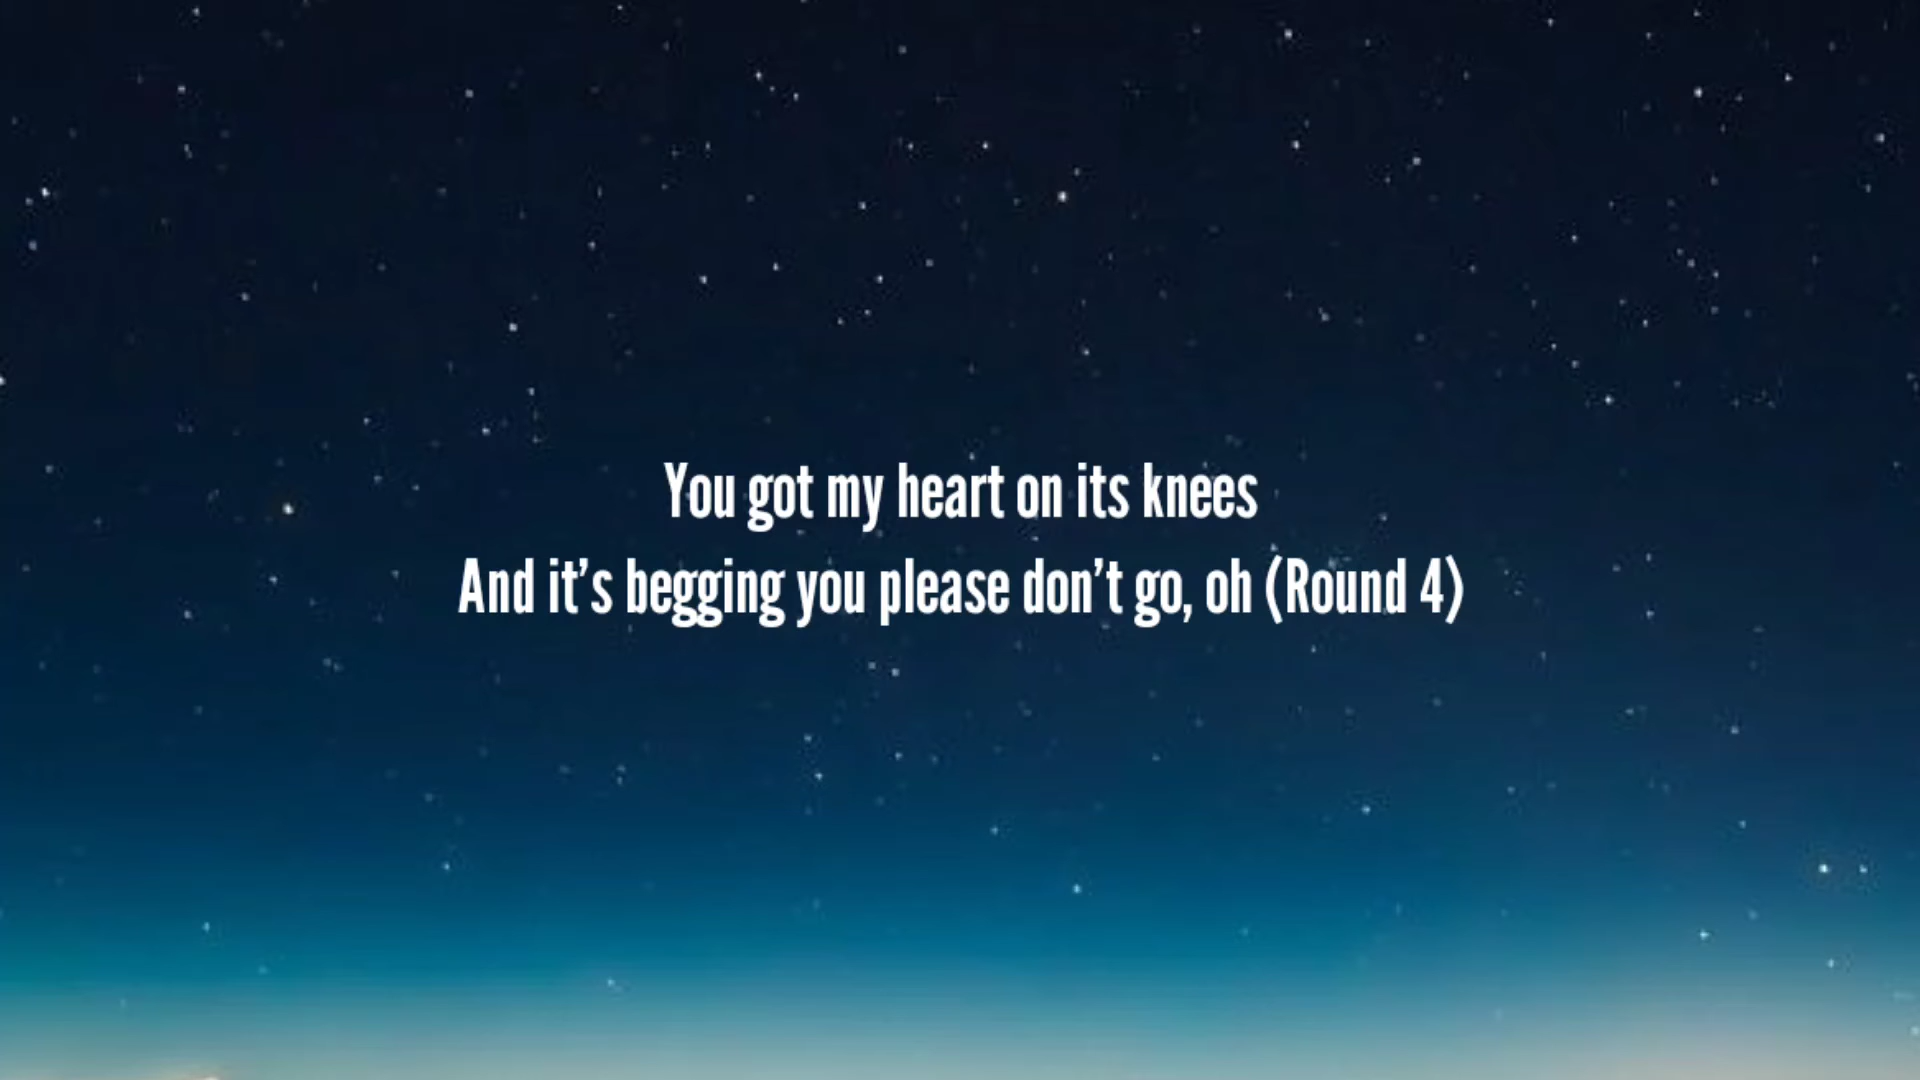 You got my heart on its knees
And it’s begging you please don’t go, oh (Round 4)